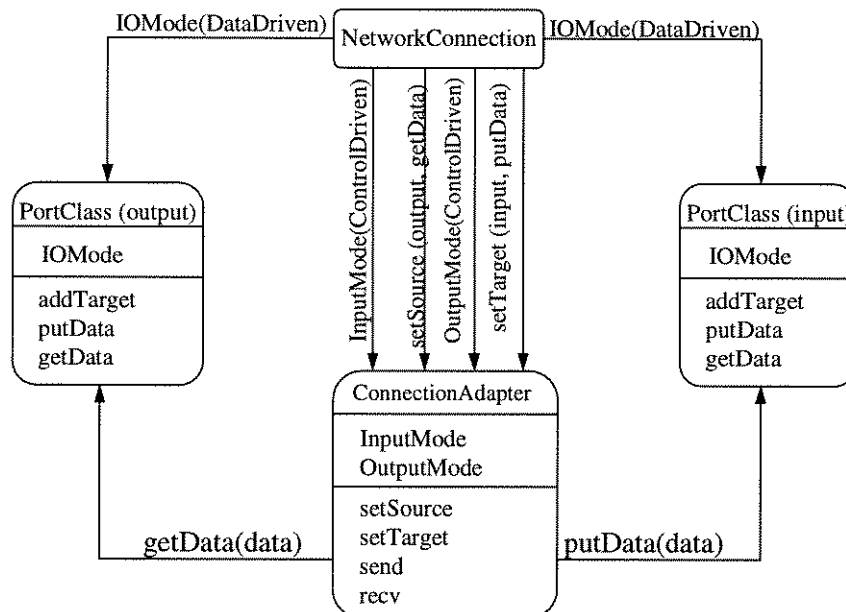 IOMode(DataDriven)
NetworkConnection
IOMode(DataDriven)
InputMode(ControlDriven)
setSource (output, getData)
OutputMode(ControlDriven)
setTarget (input, putData)
PortClass (output)
IOMode
addTarget
putData
getData
PortClass (input)
IOMode
addTarget
putData
getData
ConnectionAdapter
InputMode
OutputMode
setSource
setTarget
send
recv
getData(data)
putData(data)